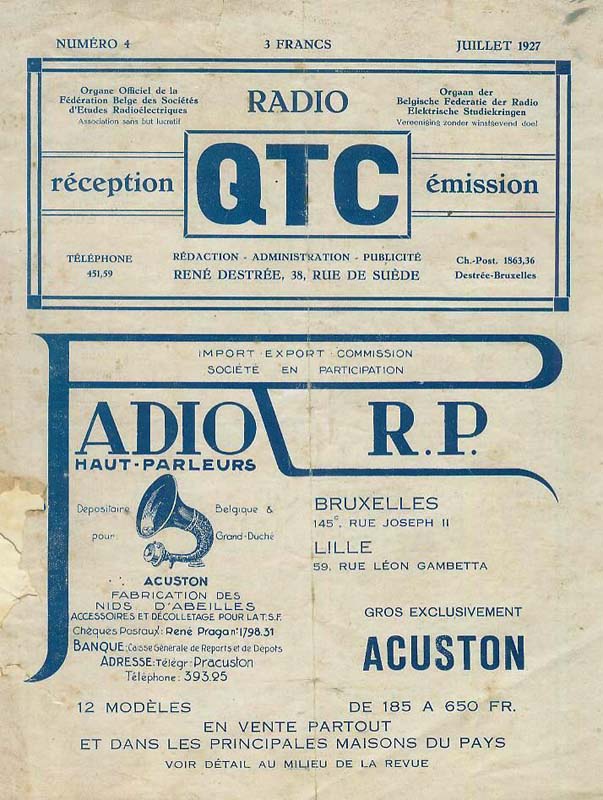 NUMÉRO 4 3 FRANCS JUILLET 1927
Organe Officiel de la
Fédération Belge des Sociétés
d'Etudes Radioélectriques
Association sans but lucratif
RADIO
Orgaan der
Belgische Federatie der Radio
Elektrische Studiekringen
Vereeniging zonder winstgevend doel
réception QTC émission
TÉLÉPHONE
451,59
RÉDACTION - ADMINISTRATION - PUBLICITÉ
RENÉ DESTRÉE, 38, RUE DE SUÈDE
Ch.-Post. 1863,36
Destrée-Bruxelles
IMPORT - EXPORT - COMMISSION
SOCIÉTÉ EN PARTICIPATION
RADIO R.P.
HAUT-PARLEURS
Dépositaire Belgique &
pour Grand-Duché
ACUSTON
FABRICATION DES
NIDS D'ABEILLES
ACCESSOIRES ET DÉCOLLETAGE POUR LA T.S.F.
Chèques Postaux: René Praga n: 1798.31
BANQUE: Caisse Générale de Reports et de Dépôts
ADRESSE: Télégr: Pracuston
Téléphone: 393.25
BRUXELLES
145c, RUE JOSEPH II
LILLE
59, RUE LÉON GAMBETTA
GROS EXCLUSIVEMENT
ACUSTON
12 MODÈLES DE 185 A 650 FR.
EN VENTE PARTOUT
ET DANS LES PRINCIPALES MAISONS DU PAYS
VOIR DÉTAIL AU MILIEU DE LA REVUE